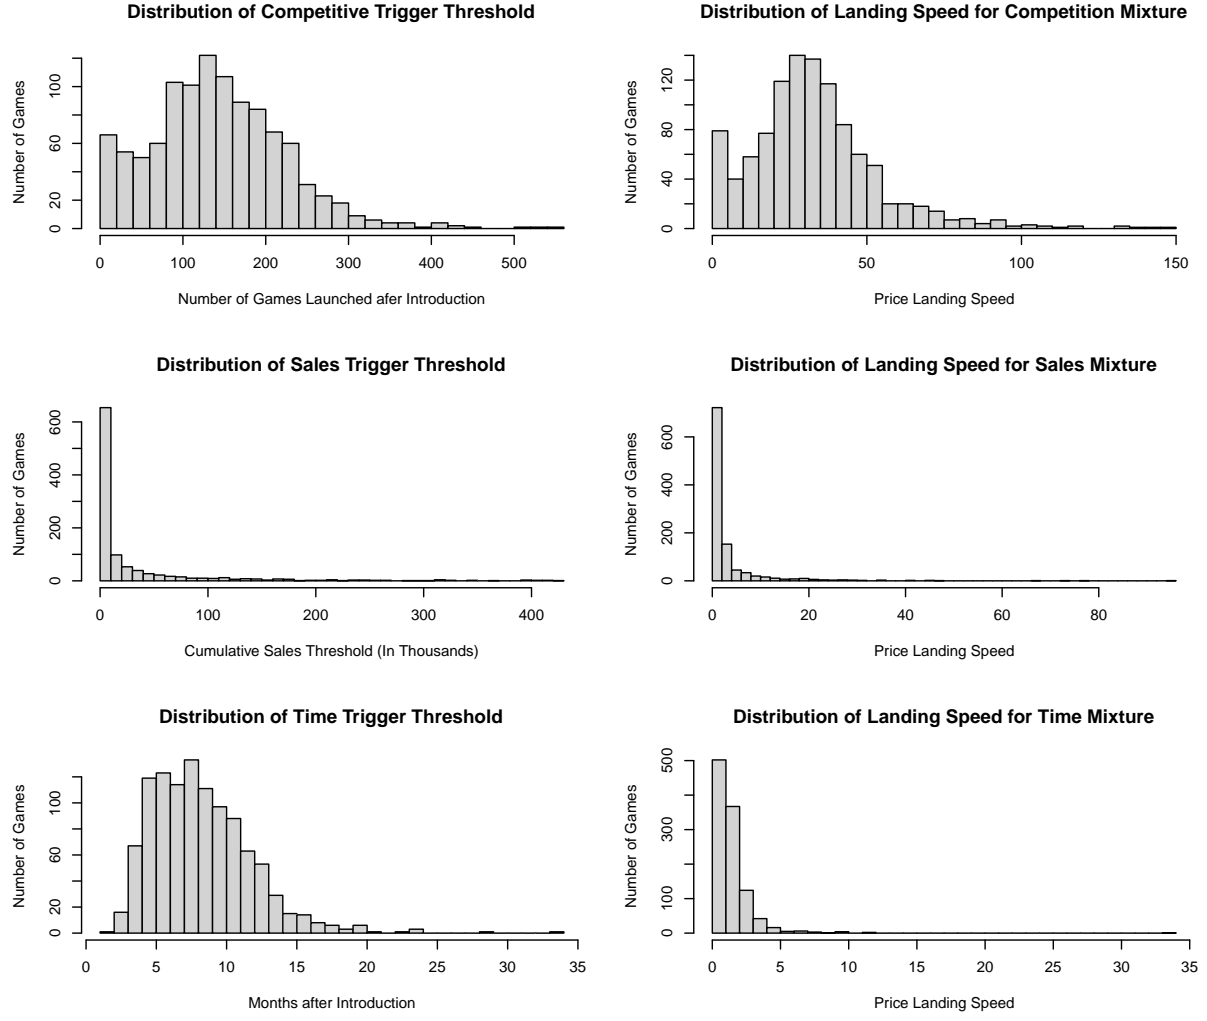 Distribution of Competitive Trigger Threshold
Number of Games
0 20 60 100
0 100 200 300 400 500
Number of Games Launched afer Introduction
Distribution of Landing Speed for Competition Mixture
Number of Games
0 40 80 120
0 50 100 150
Price Landing Speed
Distribution of Sales Trigger Threshold
Number of Games
0 200 400 600
0 100 200 300 400
Cumulative Sales Threshold (In Thousands)
Distribution of Landing Speed for Sales Mixture
Number of Games
0 200 400 600
0 20 40 60 80
Price Landing Speed
Distribution of Time Trigger Threshold
Number of Games
0 20 60 100
0 5 10 15 20 25 30 35
Months after Introduction
Distribution of Landing Speed for Time Mixture
Number of Games
0 100 300 500
0 5 10 15 20 25 30 35
Price Landing Speed